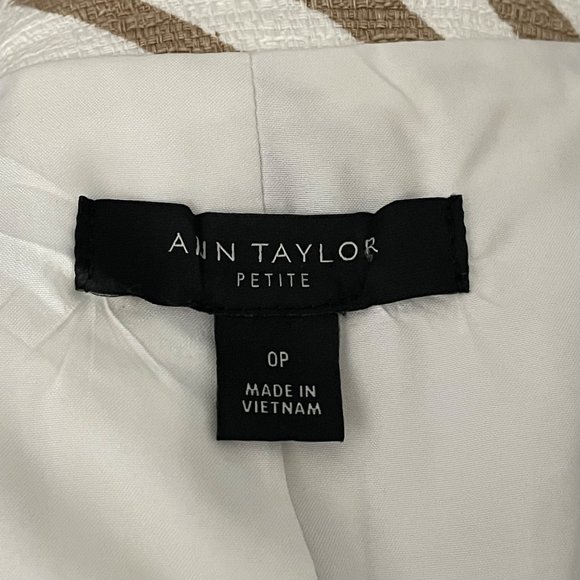 ANN TAYLOR
PETITE
0P
MADE IN
VIETNAM